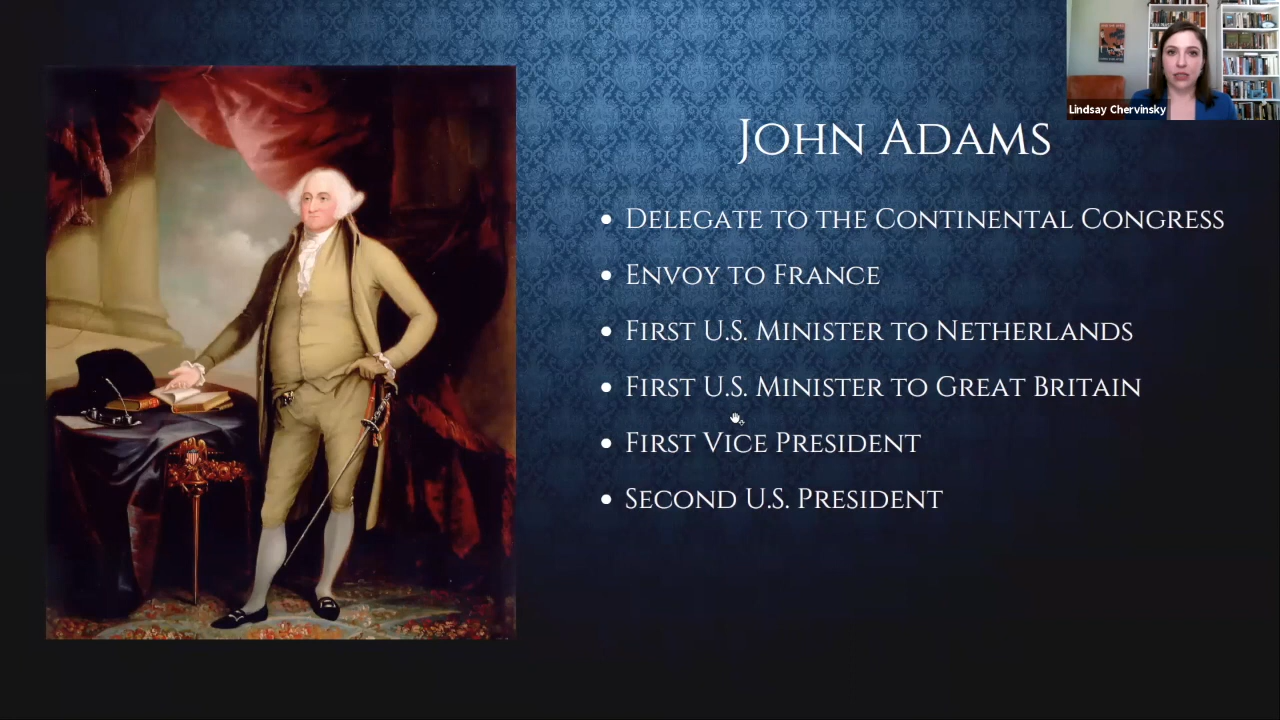 Lindsay Chervinsky
John Adams
• Delegate to the Continental Congress
• Envoy to France
• First U.S. Minister to Netherlands
• First U.S. Minister to Great Britain
• First Vice President
• Second U.S. President